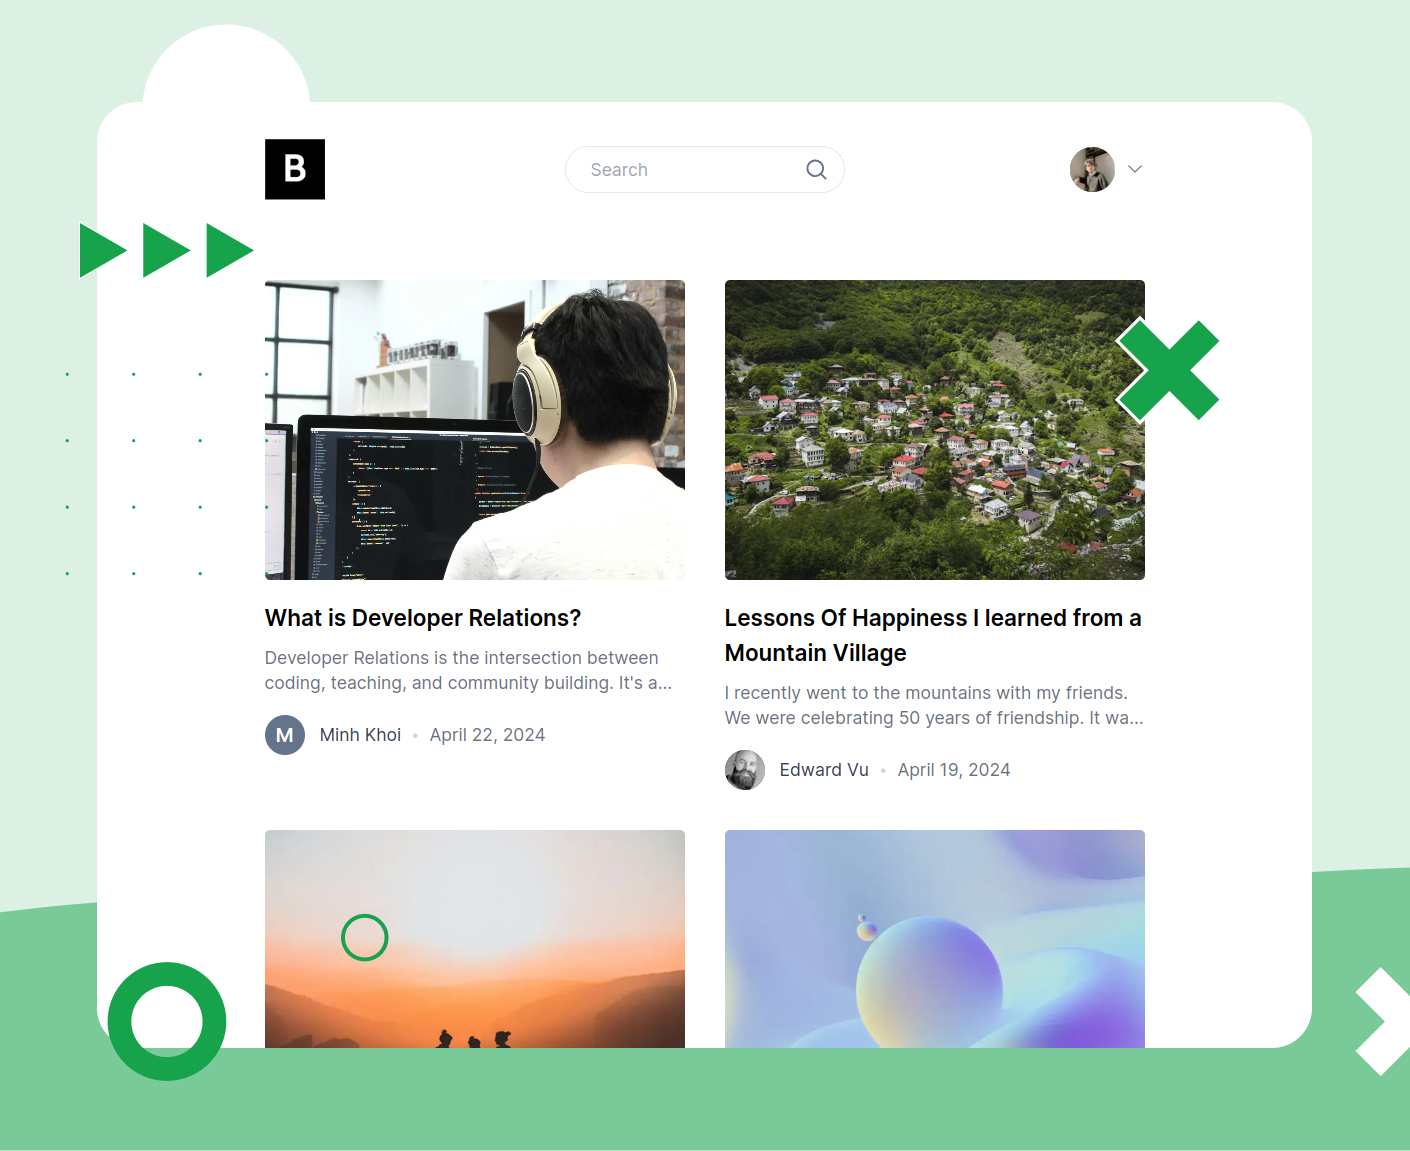 B
Search
What is Developer Relations?
Developer Relations is the intersection between
coding, teaching, and community building. It's a...
M
Minh Khoi • April 22, 2024
Lessons Of Happiness I learned from a
Mountain Village
I recently went to the mountains with my friends.
We were celebrating 50 years of friendship. It wa...
Edward Vu • April 19, 2024